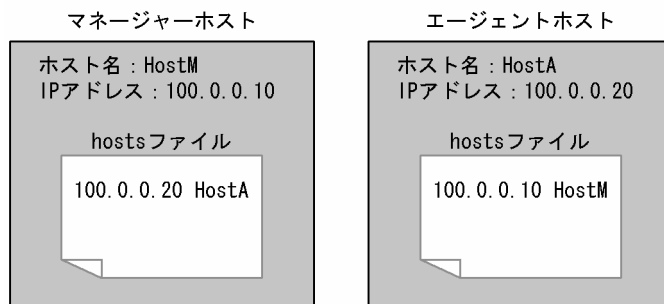 マネージャーホスト
ホスト名：HostM
IPアドレス：100.0.0.10
hostsファイル
100.0.0.20 HostA
エージェントホスト
ホスト名：HostA
IPアドレス：100.0.0.20
hostsファイル
100.0.0.10 HostM